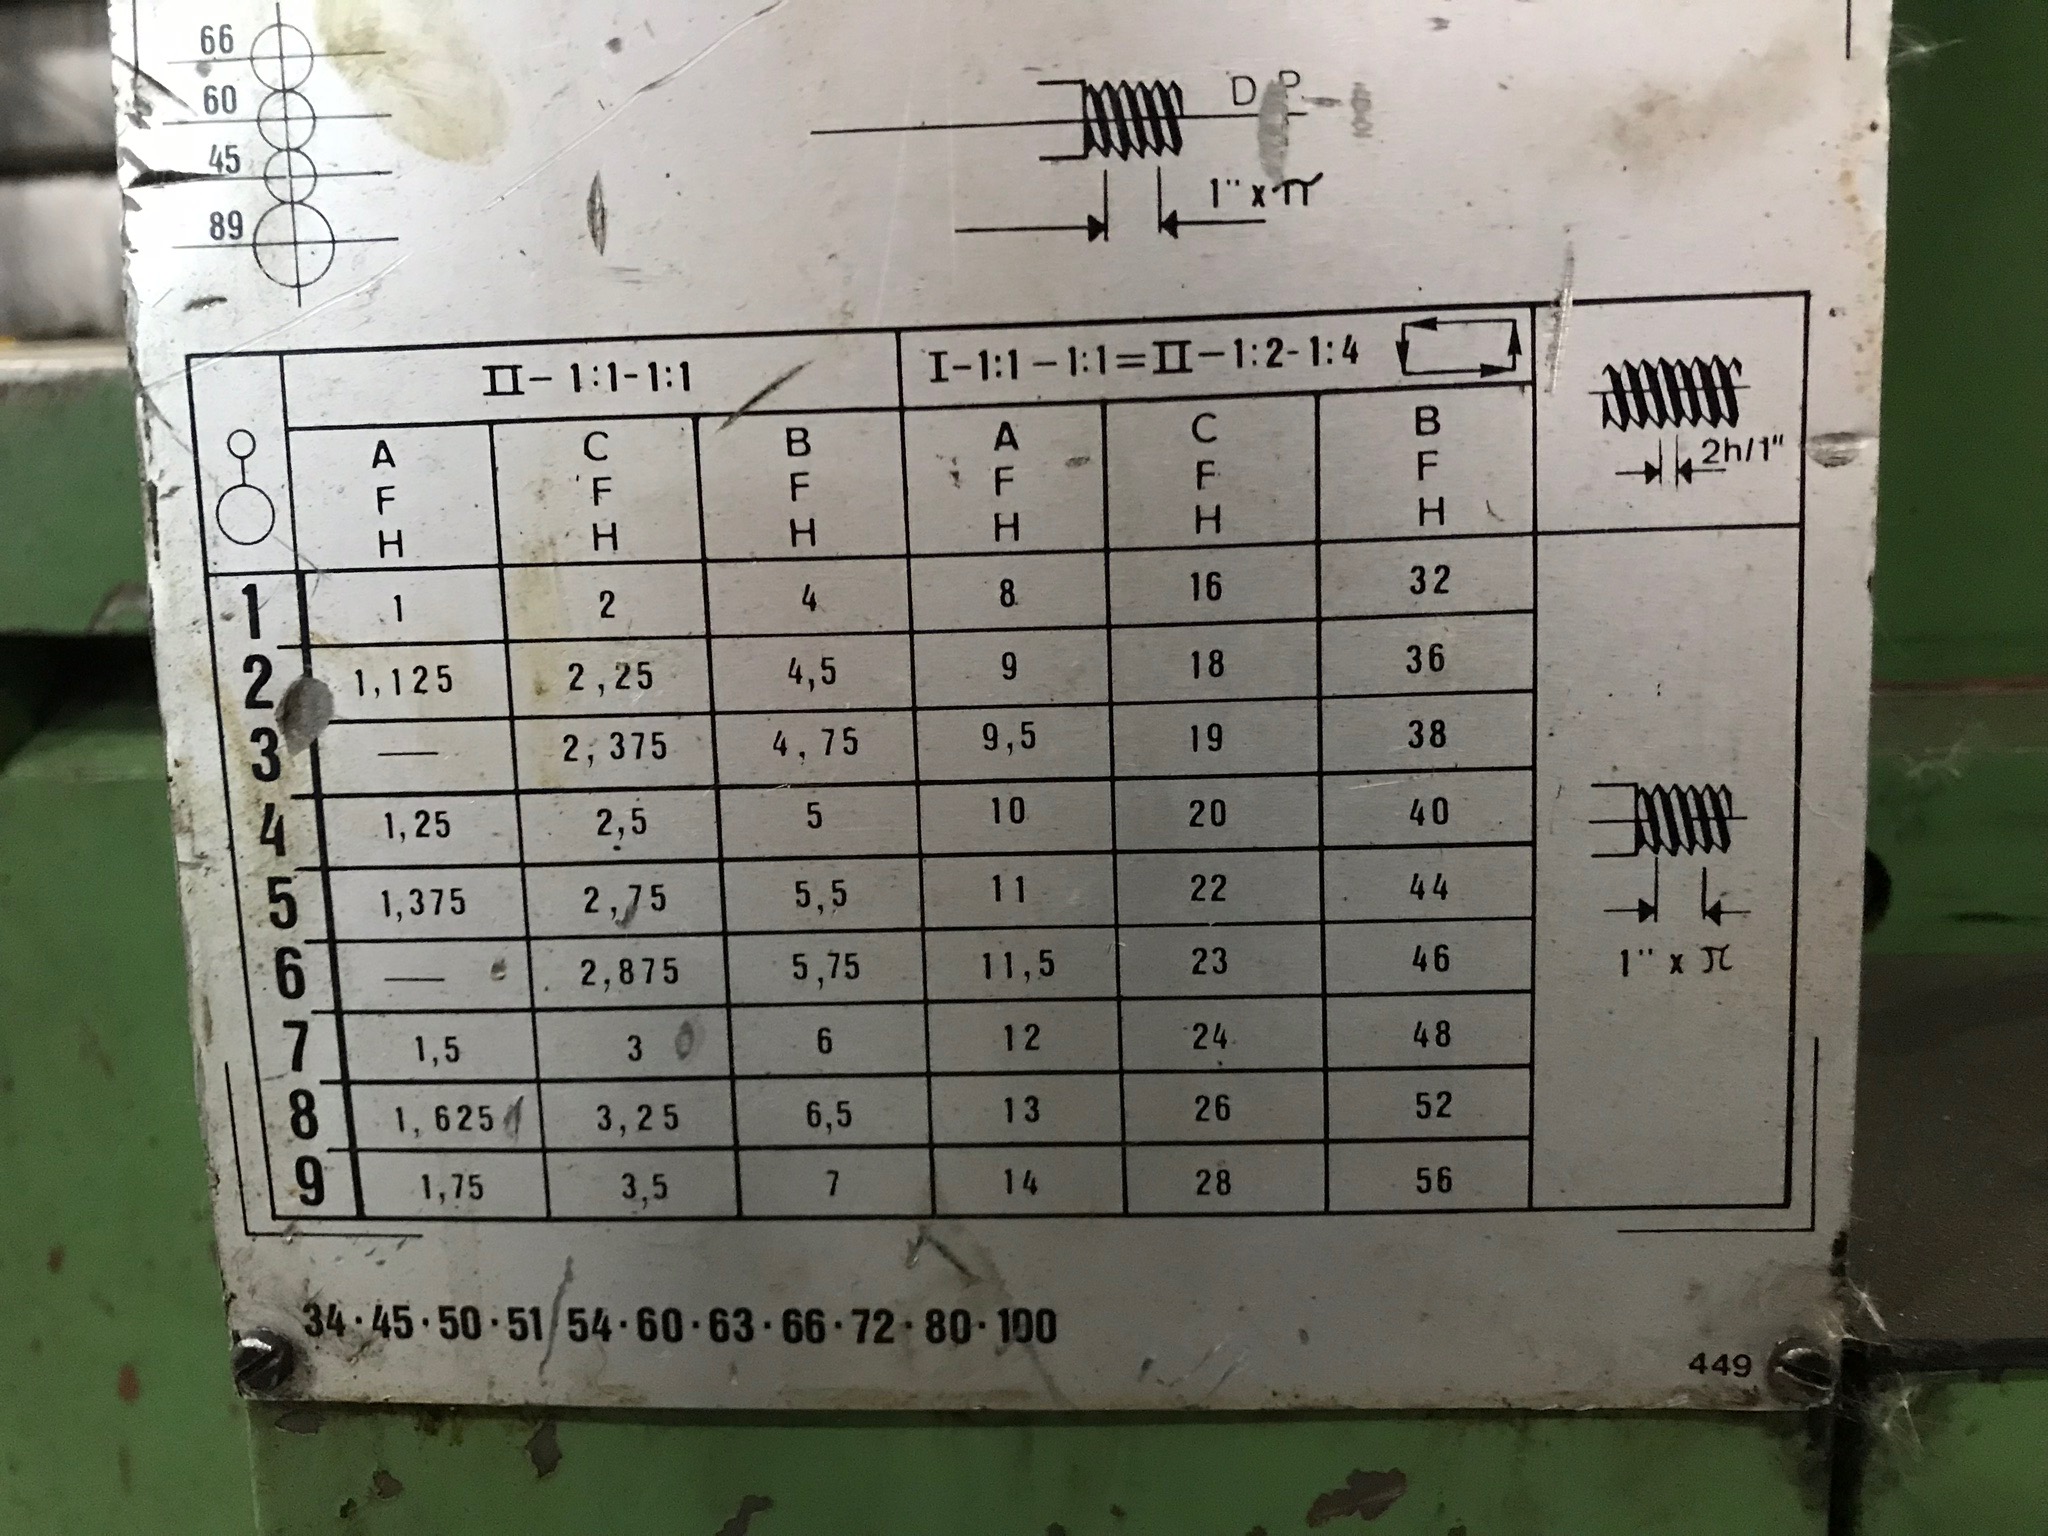 66
60
45
89
D P
1" x π
II – 1:1-1:1
I-1:1 – 1:1 = II – 1:2-1:4
A C B A C B
F F F F F F
H H H H H H
2h/1"
1 1 2 4 8 16 32
2 1,125 2,25 4,5 9 18 36
3 — 2,375 4,75 9,5 19 38
4 1,25 2,5 5 10 20 40
5 1,375 2,75 5,5 11 22 44
6 — 2,875 5,75 11,5 23 46
7 1,5 3 6 12 24 48
8 1,625 3,25 6,5 13 26 52
9 1,75 3,5 7 14 28 56
1" x π
34 · 45 · 50 · 51 54 · 60 · 63 · 66 · 72 · 80 · 100
449